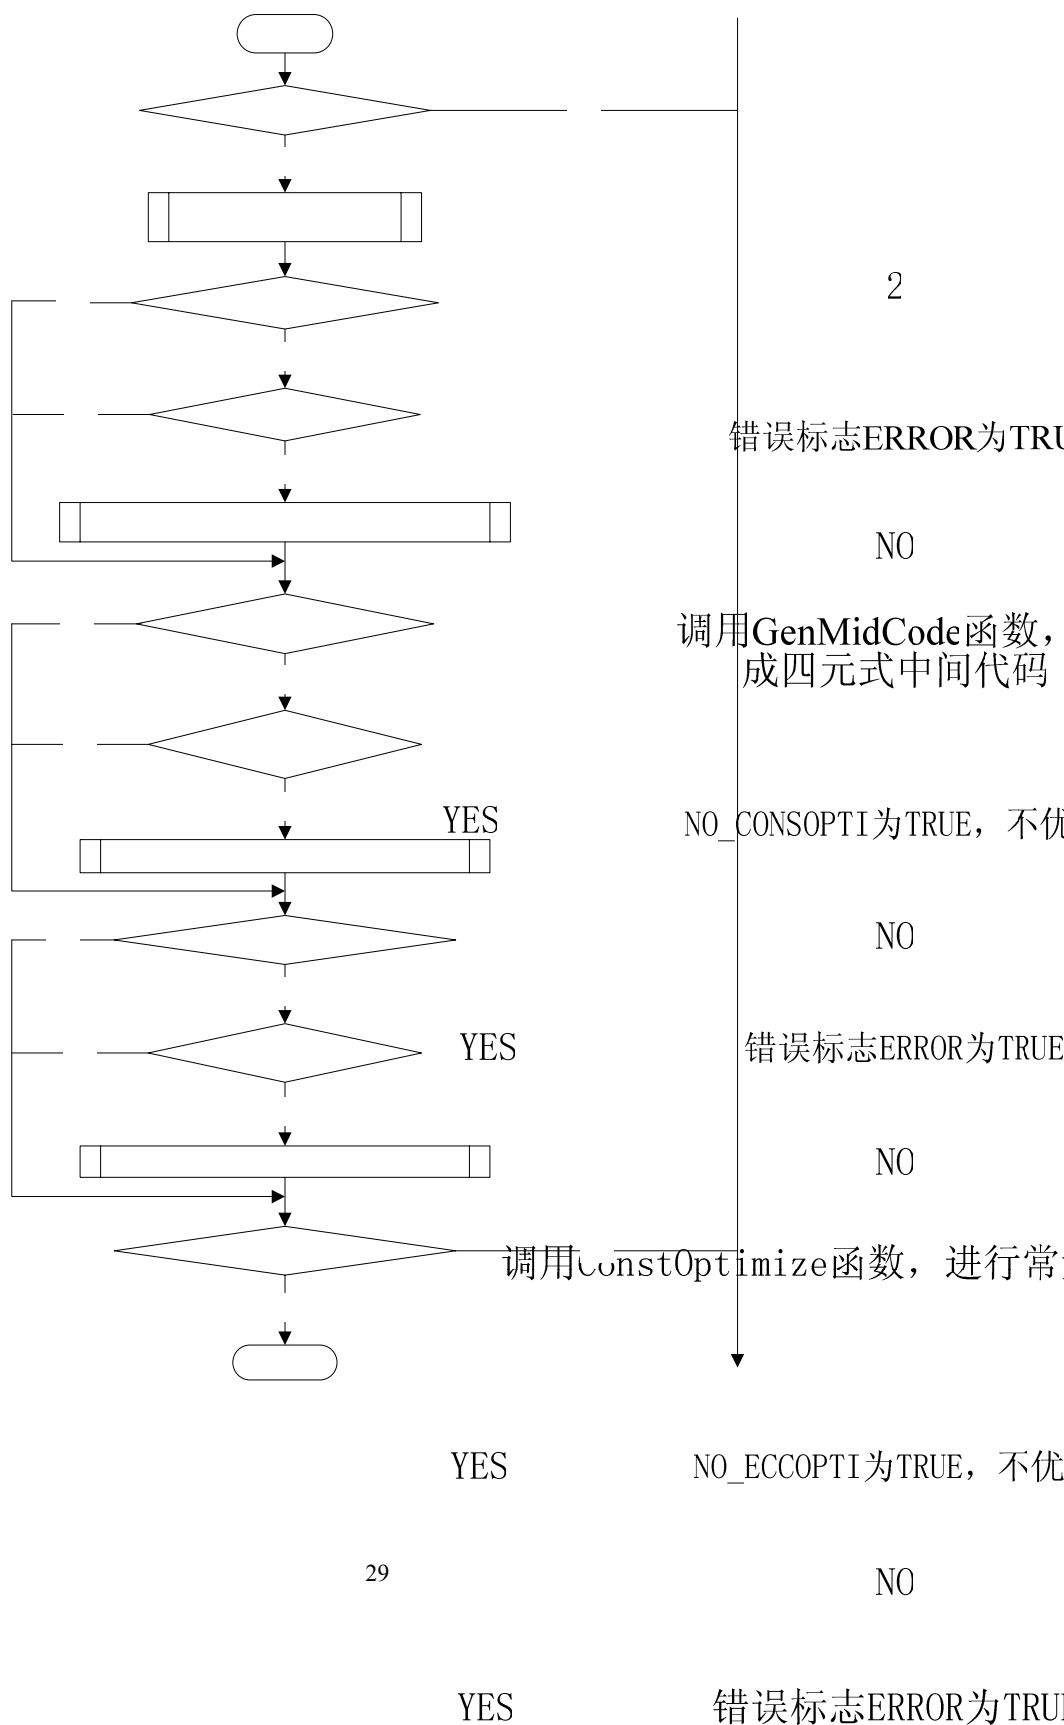 2
错误标志ERROR为TRU
NO
调用GenMidCode函数，
成四元式中间代码
YES
NO_CONSOPTI为TRUE，不优
NO
YES
错误标志ERROR为TRUE
NO
调用ConstOptimize函数，进行常
YES
NO_ECCOPTI为TRUE，不优
29
NO
YES
错误标志ERROR为TRUE